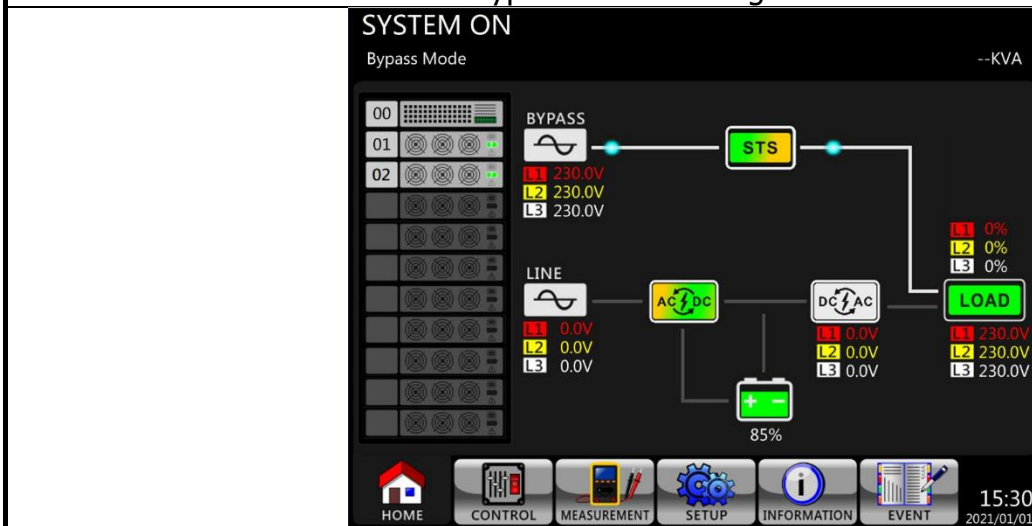 SYSTEM ON
Bypass Mode
--KVA
00
01
02
BYPASS
L1 230.0V
L2 230.0V
L3 230.0V
STS
L1 0%
L2 0%
L3 0%
LINE
L1 0.0V
L2 0.0V
L3 0.0V
AC DC
DC AC
L1 0.0V
L2 0.0V
L3 0.0V
LOAD
L1 230.0V
L2 230.0V
L3 230.0V
+ -
85%
HOME
CONTROL
MEASUREMENT
SETUP
INFORMATION
EVENT
15:30
2021/01/01